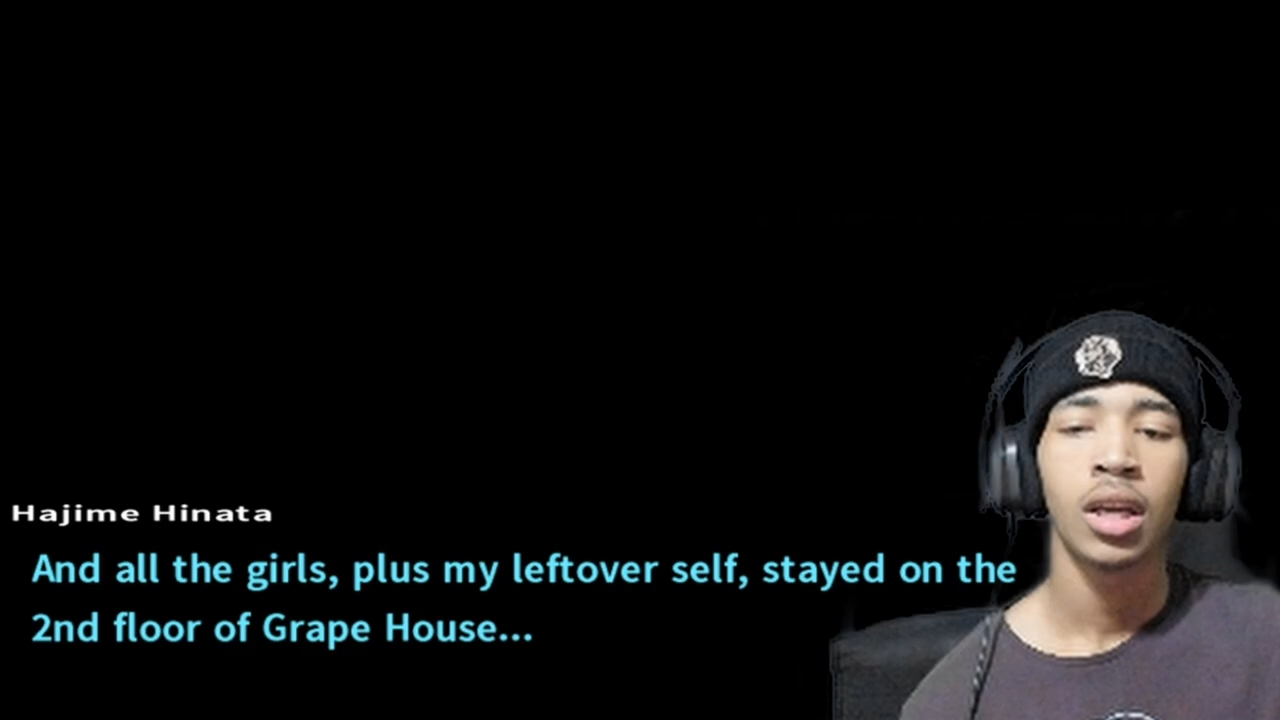 Hajime Hinata
And all the girls, plus my leftover self, stayed on the
2nd floor of Grape House...